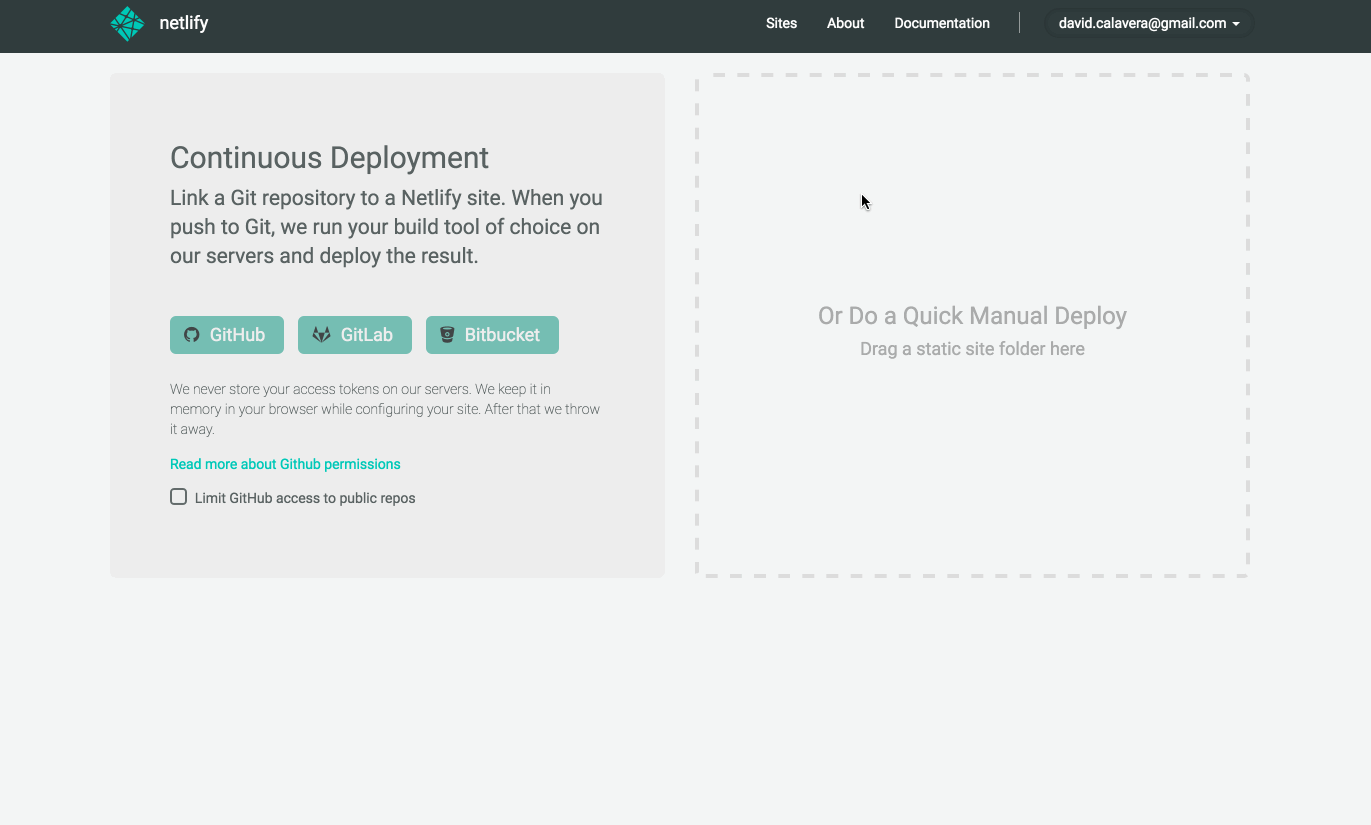 netlify
Sites
About
Documentation
david.calavera@gmail.com
Continuous Deployment
Link a Git repository to a Netlify site. When you
push to Git, we run your build tool of choice on
our servers and deploy the result.
GitHub
GitLab
Bitbucket
We never store your access tokens on our servers. We keep it in
memory in your browser while configuring your site. After that we throw
it away.
Read more about Github permissions
Limit GitHub access to public repos
Or Do a Quick Manual Deploy
Drag a static site folder here